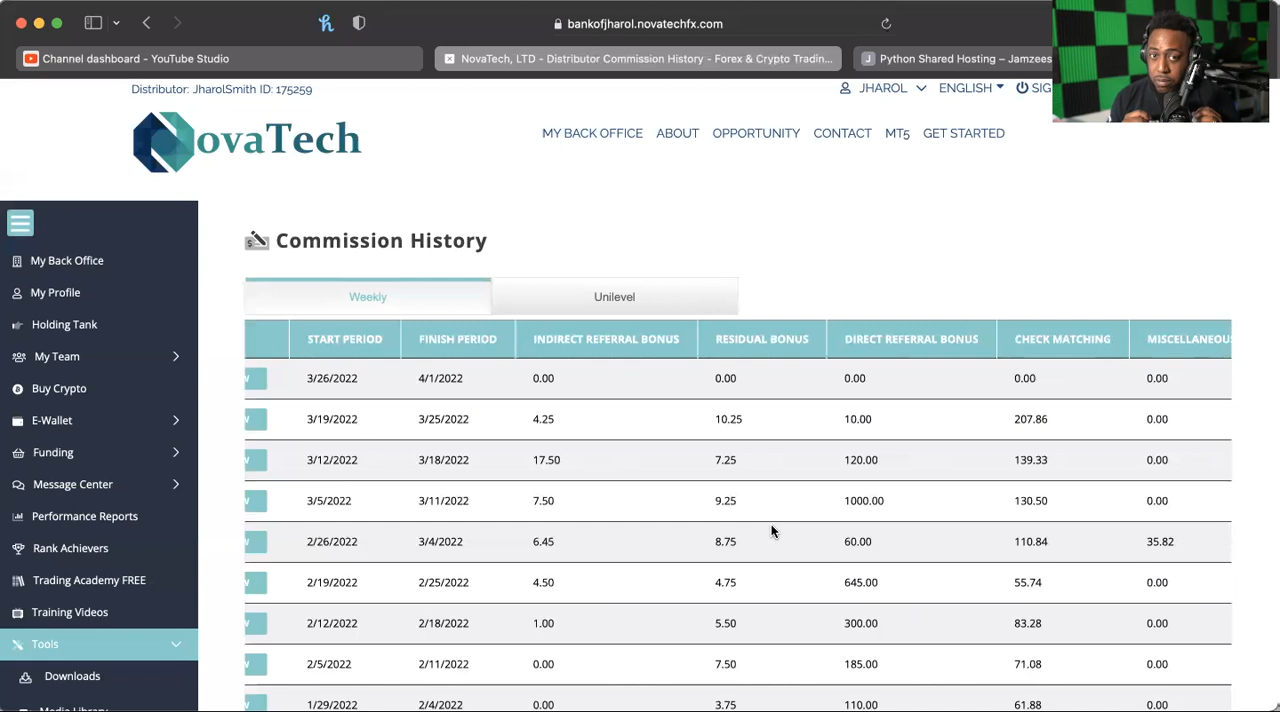 bankofjharol.novatechfx.com
Channel dashboard - YouTube Studio
NovaTech, LTD - Distributor Commission History - Forex & Crypto Tradin...
J Python Shared Hosting – Jamzees
Distributor: JharolSmith ID: 175259
JHAROL ENGLISH SIG
NovaTech
MY BACK OFFICE ABOUT OPPORTUNITY CONTACT MT5 GET STARTED
My Back Office
My Profile
Holding Tank
My Team
Buy Crypto
E-Wallet
Funding
Message Center
Performance Reports
Rank Achievers
Trading Academy FREE
Training Videos
Tools
Downloads
Media Library
Commission History
Weekly Unilevel
START PERIOD FINISH PERIOD INDIRECT REFERRAL BONUS RESIDUAL BONUS DIRECT REFERRAL BONUS CHECK MATCHING MISCELLANEOU
3/26/2022 4/1/2022 0.00 0.00 0.00 0.00 0.00
3/19/2022 3/25/2022 4.25 10.25 10.00 207.86 0.00
3/12/2022 3/18/2022 17.50 7.25 120.00 139.33 0.00
3/5/2022 3/11/2022 7.50 9.25 1000.00 130.50 0.00
2/26/2022 3/4/2022 6.45 8.75 60.00 110.84 35.82
2/19/2022 2/25/2022 4.50 4.75 645.00 55.74 0.00
2/12/2022 2/18/2022 1.00 5.50 300.00 83.28 0.00
2/5/2022 2/11/2022 0.00 7.50 185.00 71.08 0.00
1/29/2022 2/4/2022 0.00 3.75 110.00 61.88 0.00